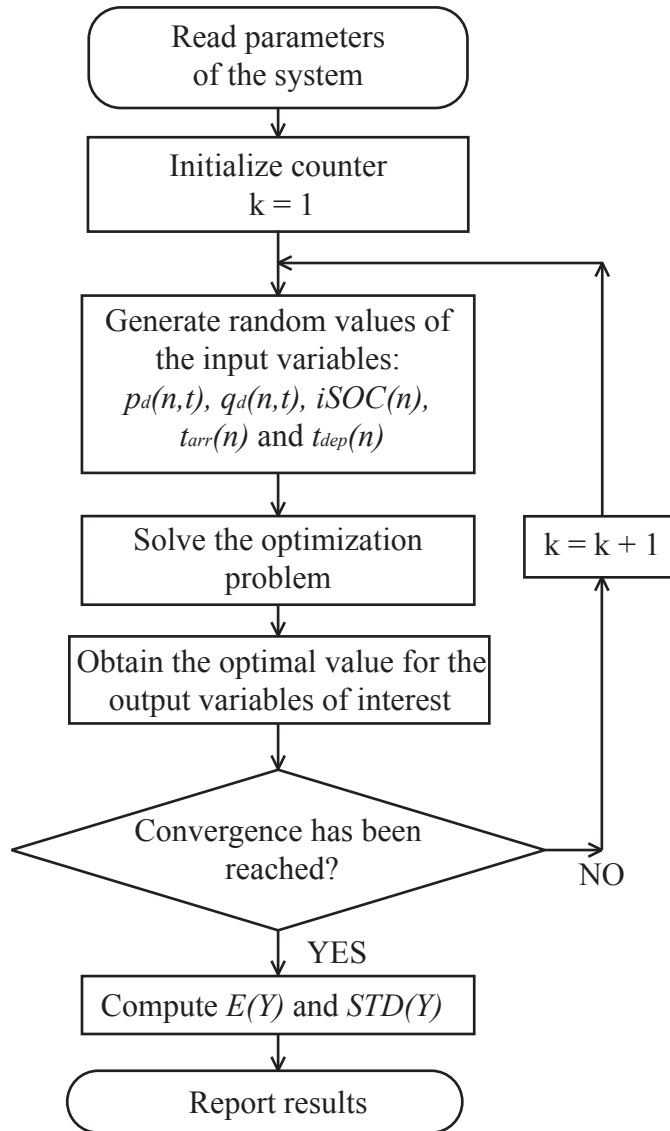 Read parameters
of the system
Initialize counter
k = 1
Generate random values of
the input variables:
pd(n,t), qd(n,t), iSOC(n),
tarr(n) and tdep(n)
Solve the optimization
problem
k = k + 1
Obtain the optimal value for the
output variables of interest
Convergence has been
reached?
NO
YES
Compute E(Y) and STD(Y)
Report results